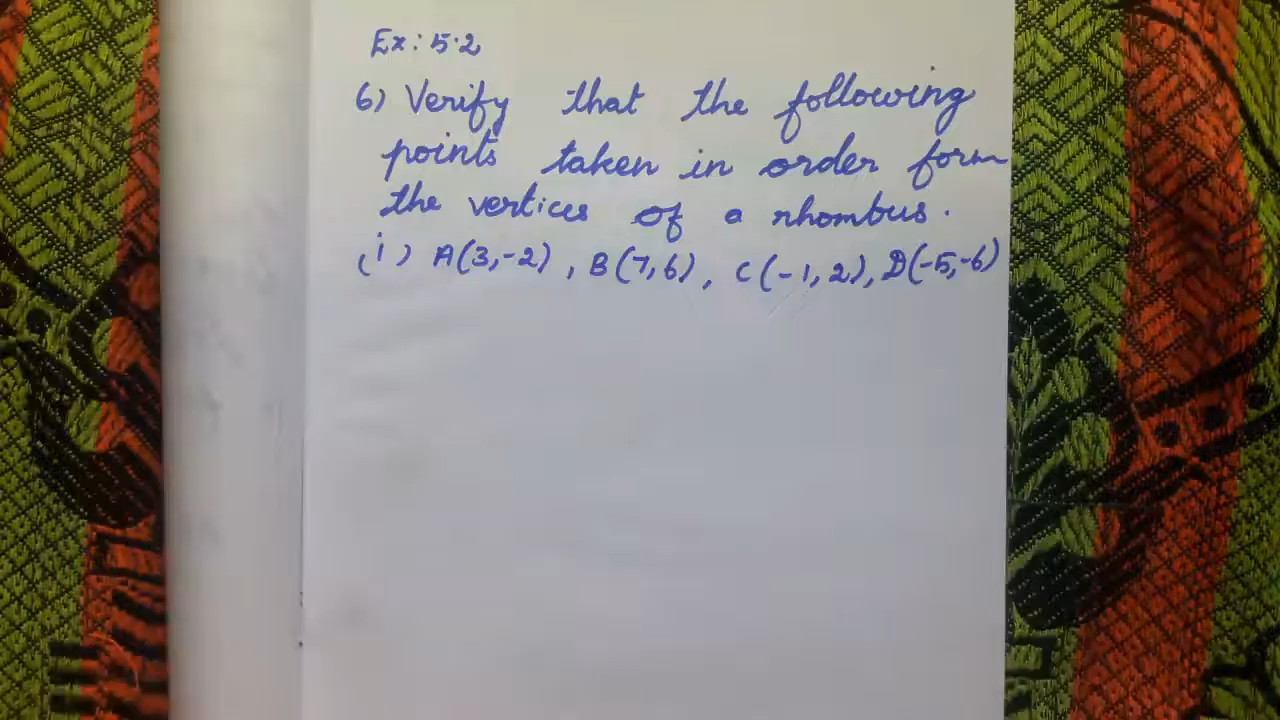 Ex: 5.2
6) Verify that the following
points taken in order form
the vertices of a rhombus.
(i) A(3,-2), B(7,6), C(-1,2), D(-5,-6)